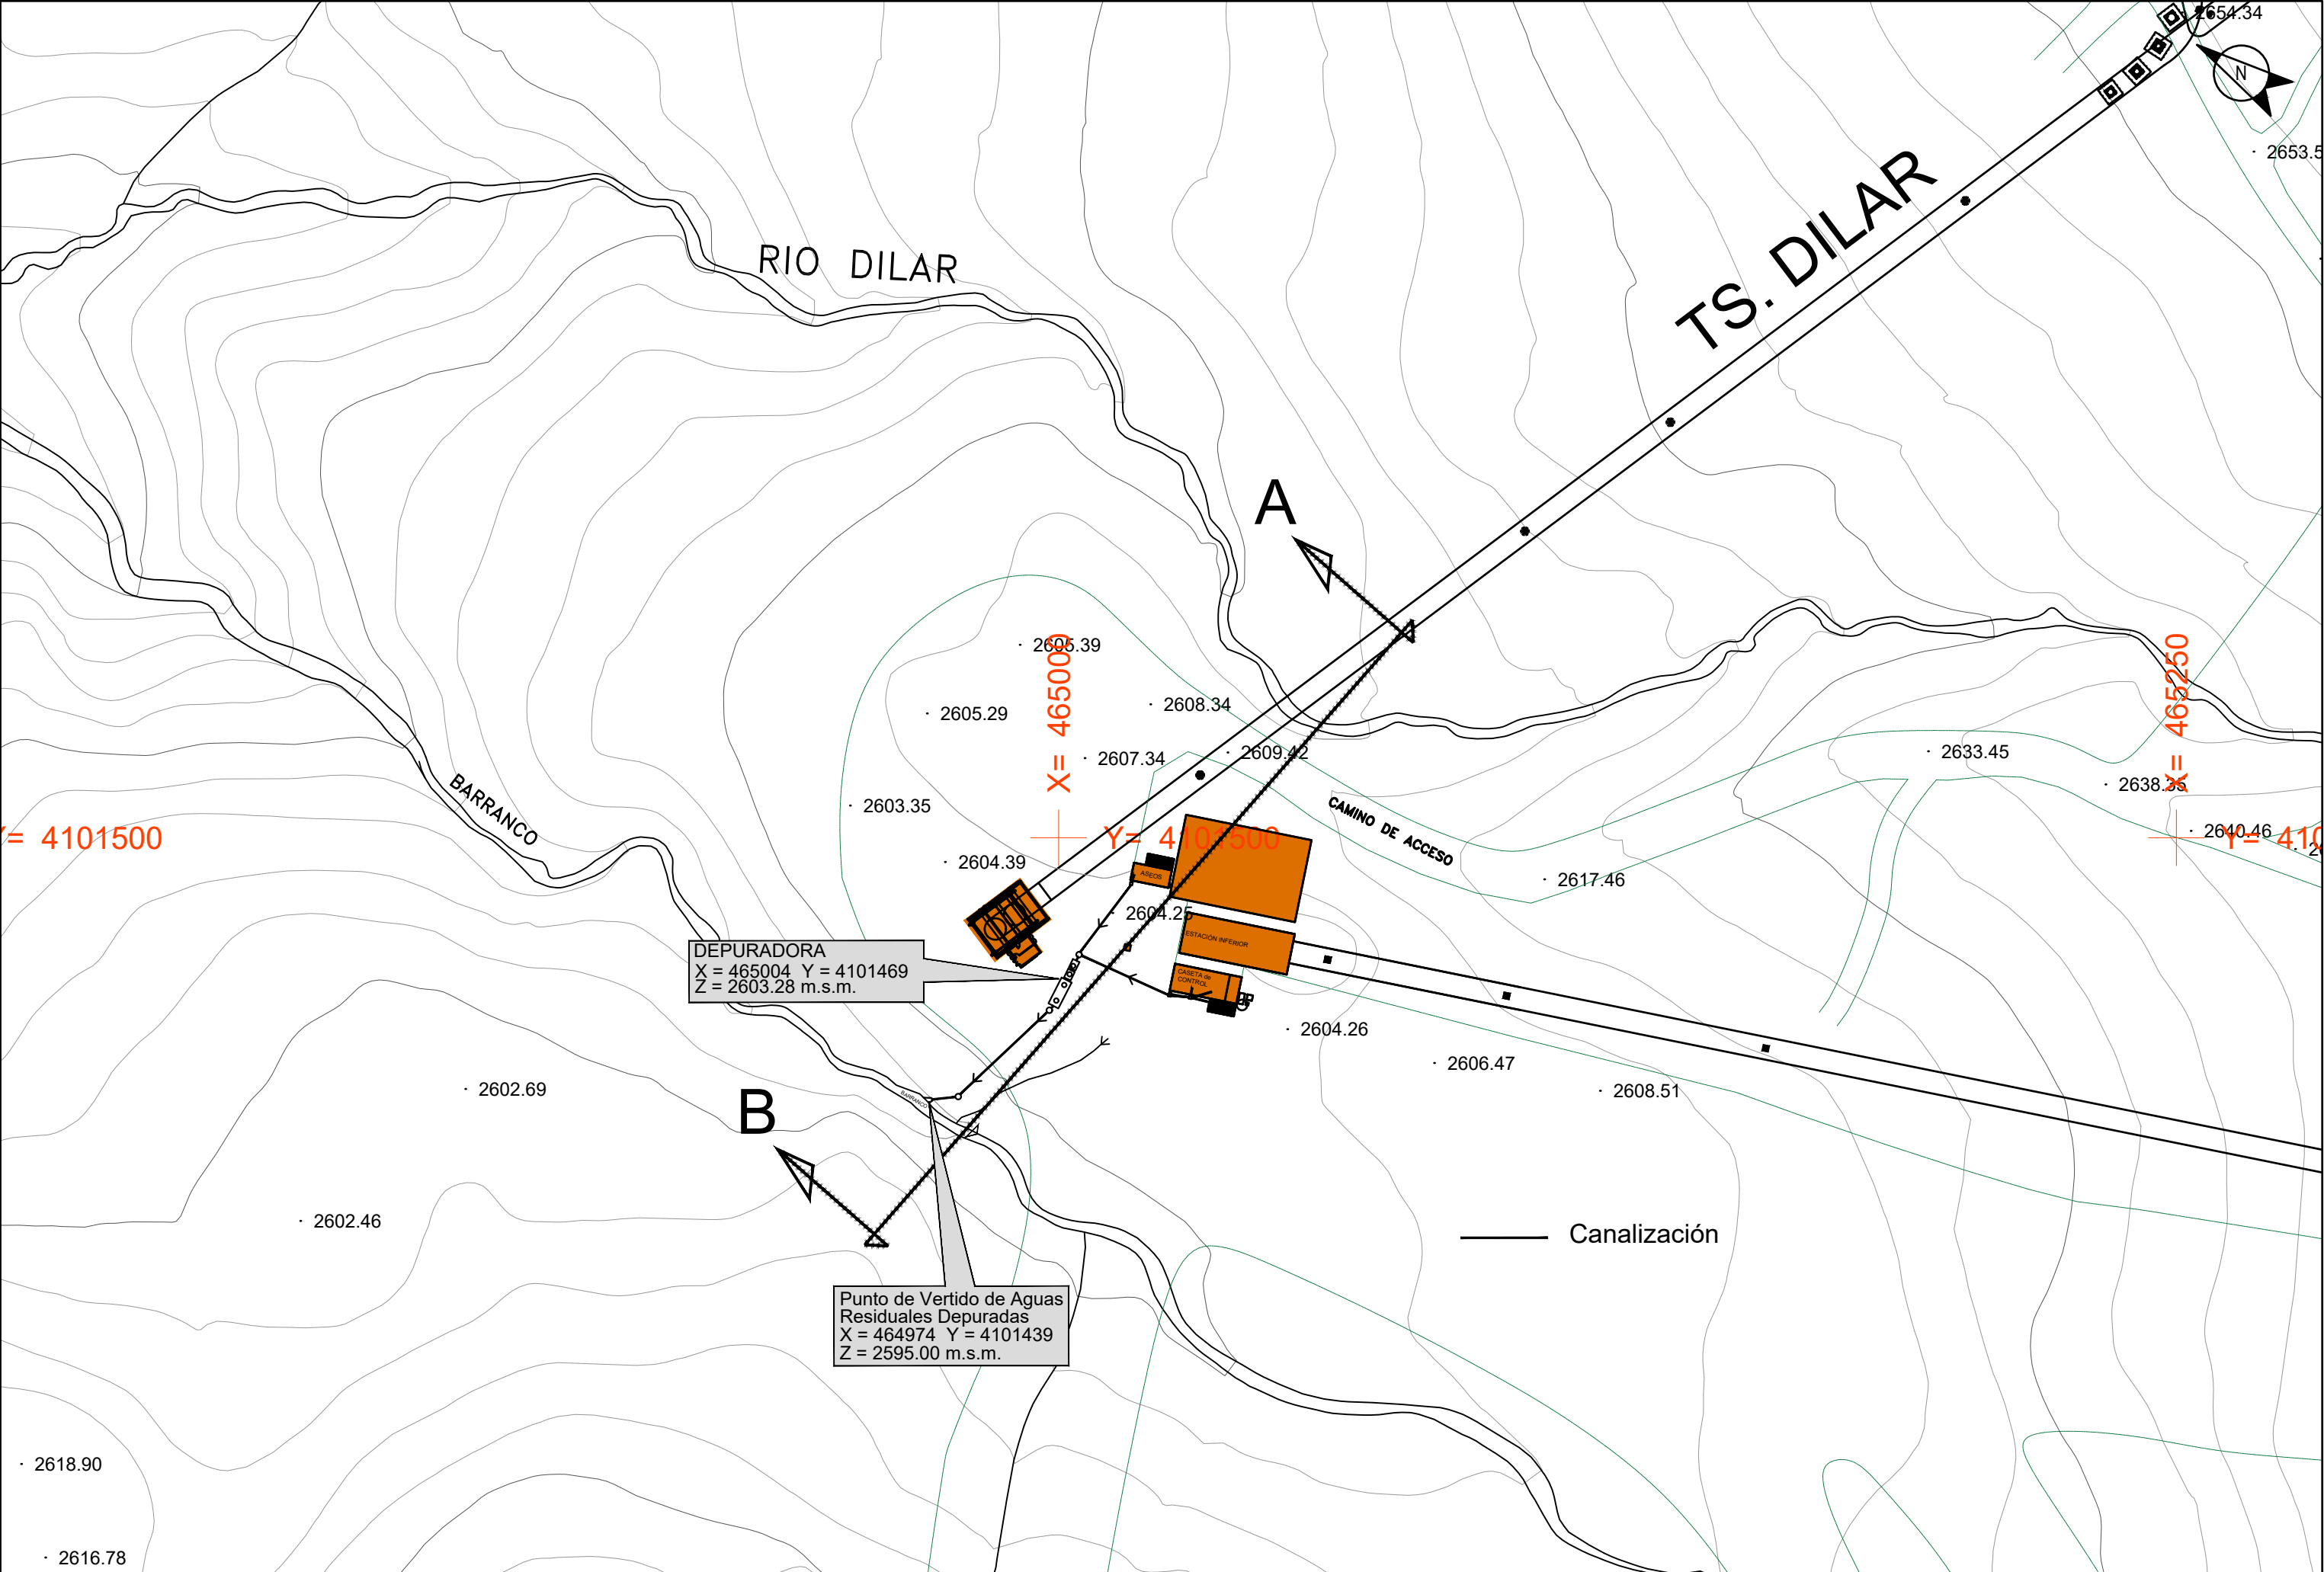 2654.34
N
2653.5
TS. DILAR
RIO DILAR
A
2605.39
X= 465000
2605.29
2608.34
2607.34
2609.42
X= 465250
2633.45
2638.35
2603.35
CAMINO DE ACCESO
BARRANCO
Y= 4101500
Y= 4101500
2640.46
Y= 410
2604.39
ASEOS
2617.46
2604.25
ESTACIÓN INFERIOR
DEPURADORA
X = 465004 Y = 4101469
Z = 2603.28 m.s.m.
CASETA de
CONTROL
2604.26
2606.47
2602.69
2608.51
BARRANCO
B
2602.46
Canalización
Punto de Vertido de Aguas
Residuales Depuradas
X = 464974 Y = 4101439
Z = 2595.00 m.s.m.
2618.90
2616.78